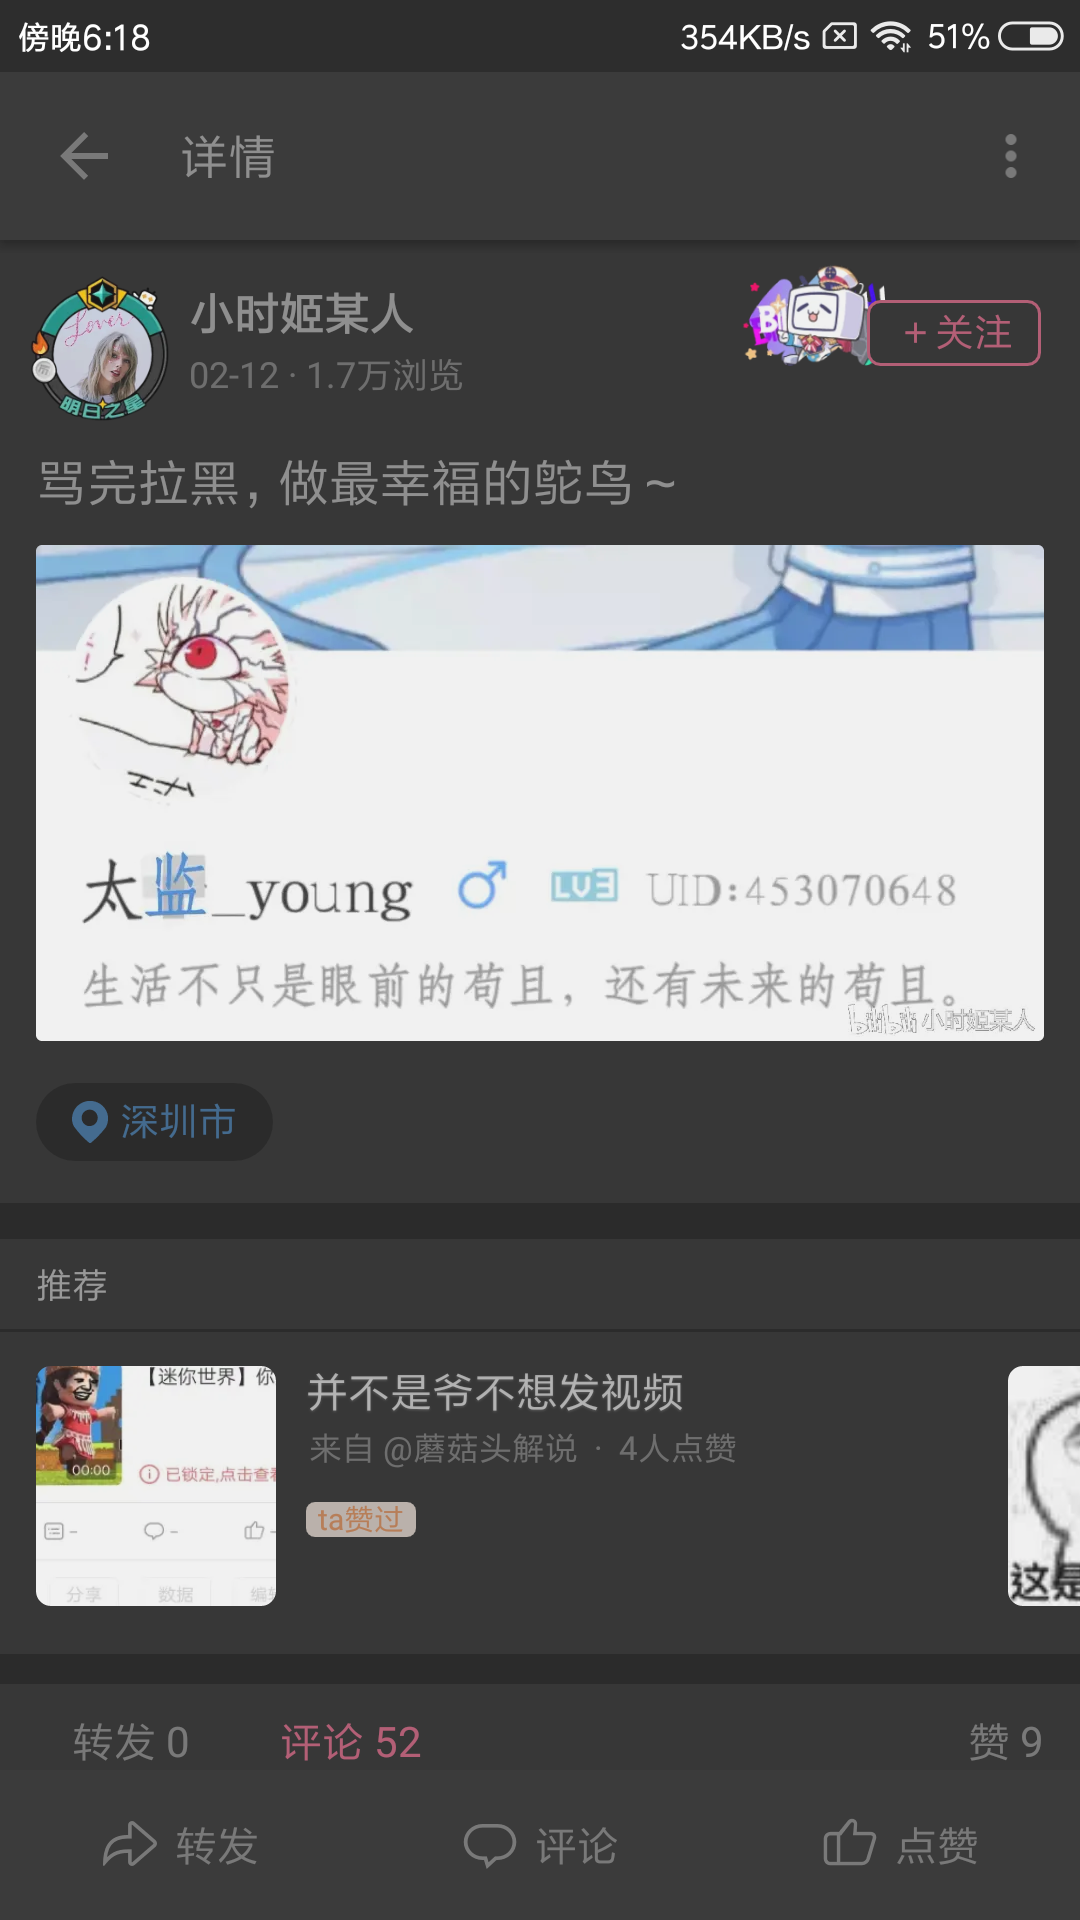 傍晚6:18
354KB/s 51%
详情
小时姬某人
02-12 · 1.7万浏览
+ 关注
Lover
明日之星
骂完拉黑，做最幸福的鸵鸟～
太监_young LV3 UID:453070648
生活不只是眼前的苟且，还有未来的苟且。
bilibili 小时姬某人
深圳市
推荐
【迷你世界】你
00:00
已锁定,点击查看
分享 数据 编辑
并不是爷不想发视频
来自 @蘑菇头解说 · 4人点赞
ta赞过
这是
转发 0 评论 52 赞 9
转发 评论 点赞